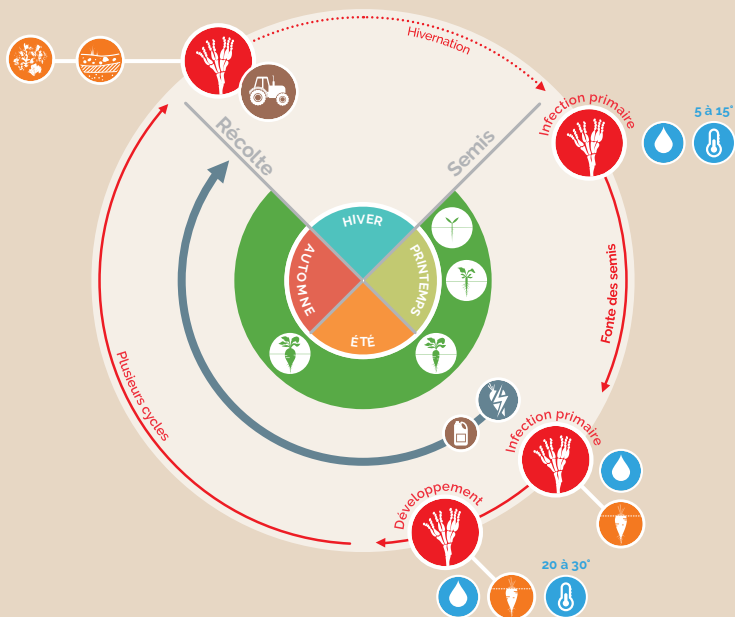 Hivernation
Infection primaire
5 à 15°
Récolte
Semis
HIVER
AUTOMNE
PRINTEMPS
ÉTÉ
Fonte des semis
Plusieurs cycles
Infection primaire
Développement
20 à 30°